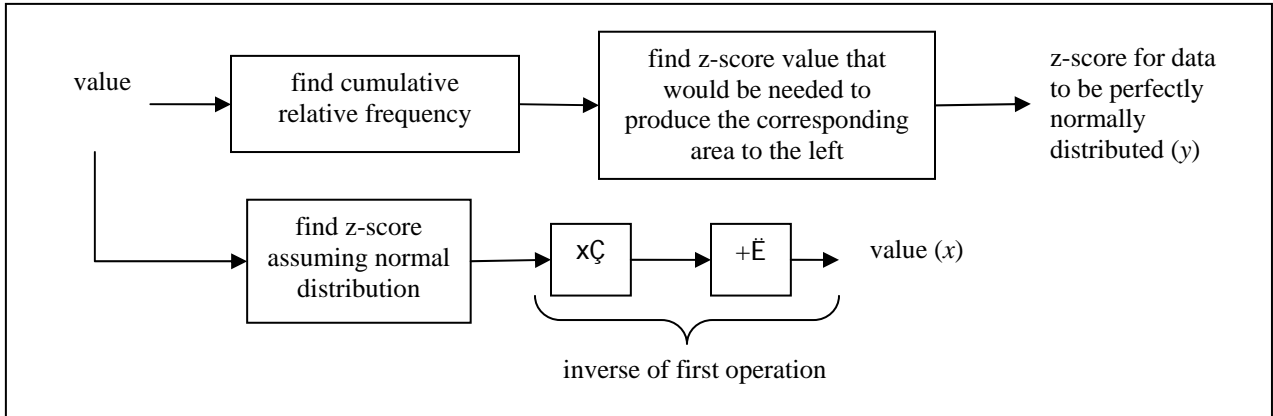 value
find cumulative
relative frequency
find z-score value that
would be needed to
produce the corresponding
area to the left
z-score for data
to be perfectly
normally
distributed (y)
find z-score
assuming normal
distribution
xÇ
+Ë
value (x)
inverse of first operation